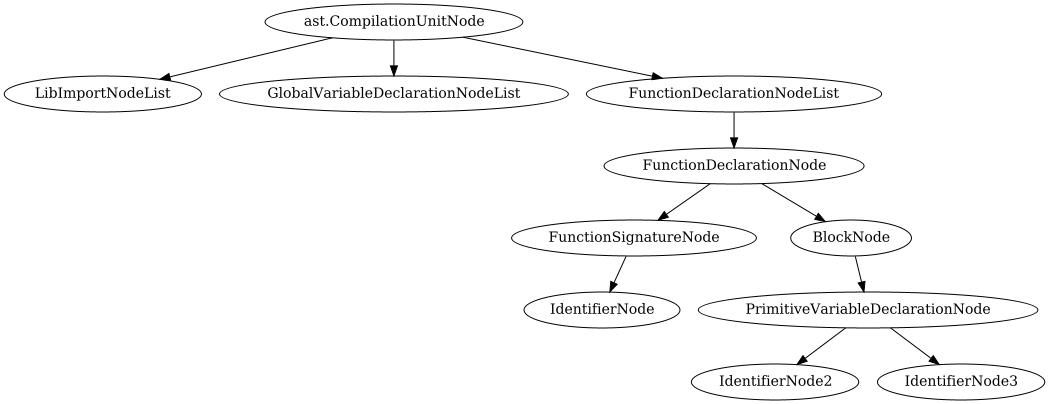 ast.CompilationUnitNode
LibImportNodeList
GlobalVariableDeclarationNodeList
FunctionDeclarationNodeList
FunctionDeclarationNode
FunctionSignatureNode
BlockNode
IdentifierNode
PrimitiveVariableDeclarationNode
IdentifierNode2
IdentifierNode3